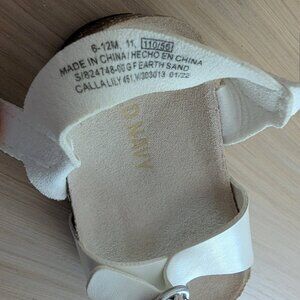 6-12M, 11, 110/56
MADE IN CHINA/HECHO EN CHINA
S/824748-00 G F EARTH SAND
CALLA LILY 451,V/303013 01/22
NAVY